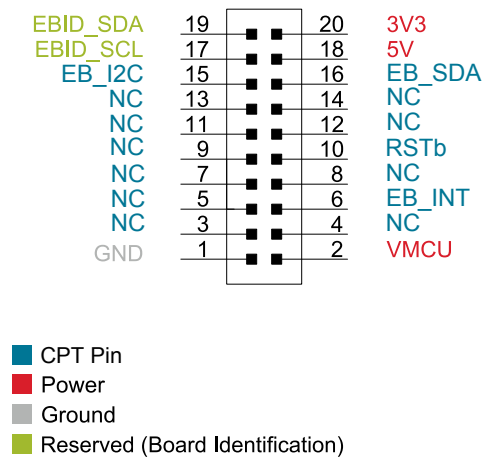 EBID_SDA 19 20 3V3
EBID_SCL 17 18 5V
EB_I2C 15 16 EB_SDA
NC 13 14 NC
NC 11 12 NC
NC 9 10 RSTb
NC 7 8 NC
NC 5 6 EB_INT
NC 3 4 NC
GND 1 2 VMCU
CPT Pin
Power
Ground
Reserved (Board Identification)